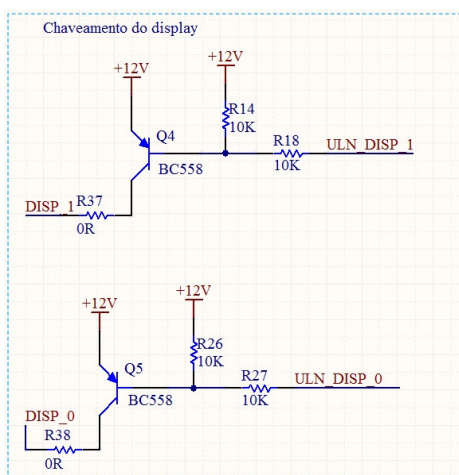 Chaveamento do display
+12V
+12V
R14
10K
Q4
BC558
R18
10K
ULN_DISP_1
DISP_1
R37
0R
+12V
+12V
R26
10K
Q5
BC558
R27
10K
ULN_DISP_0
DISP_0
R38
0R